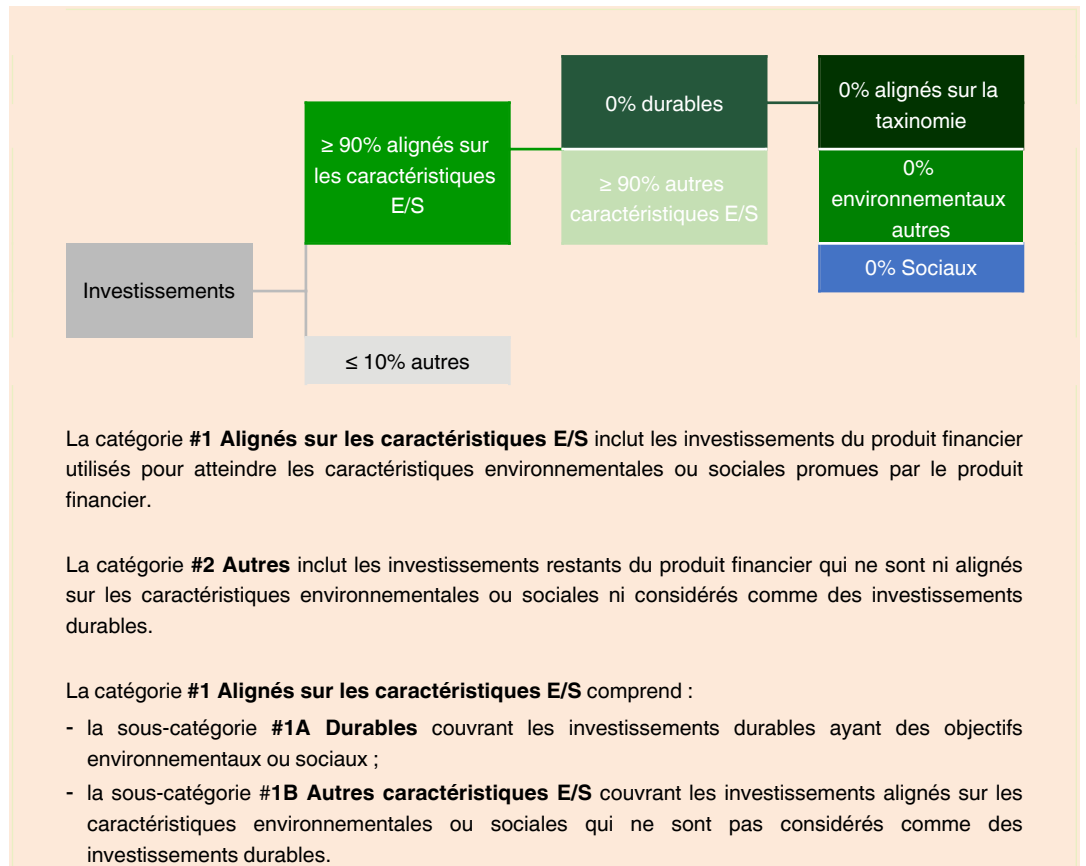 0% durables
0% alignés sur la
taxinomie
≥ 90% alignés sur
les caractéristiques
E/S
≥ 90% autres
caractéristiques E/S
0%
environnementaux
autres
0% Sociaux
Investissements
≤ 10% autres
La catégorie #1 Alignés sur les caractéristiques E/S inclut les investissements du produit financier
utilisés pour atteindre les caractéristiques environnementales ou sociales promues par le produit
financier.
La catégorie #2 Autres inclut les investissements restants du produit financier qui ne sont ni alignés
sur les caractéristiques environnementales ou sociales ni considérés comme des investissements
durables.
La catégorie #1 Alignés sur les caractéristiques E/S comprend :
- la sous-catégorie #1A Durables couvrant les investissements durables ayant des objectifs
environnementaux ou sociaux ;
- la sous-catégorie #1B Autres caractéristiques E/S couvrant les investissements alignés sur les
caractéristiques environnementales ou sociales qui ne sont pas considérés comme des
investissements durables.